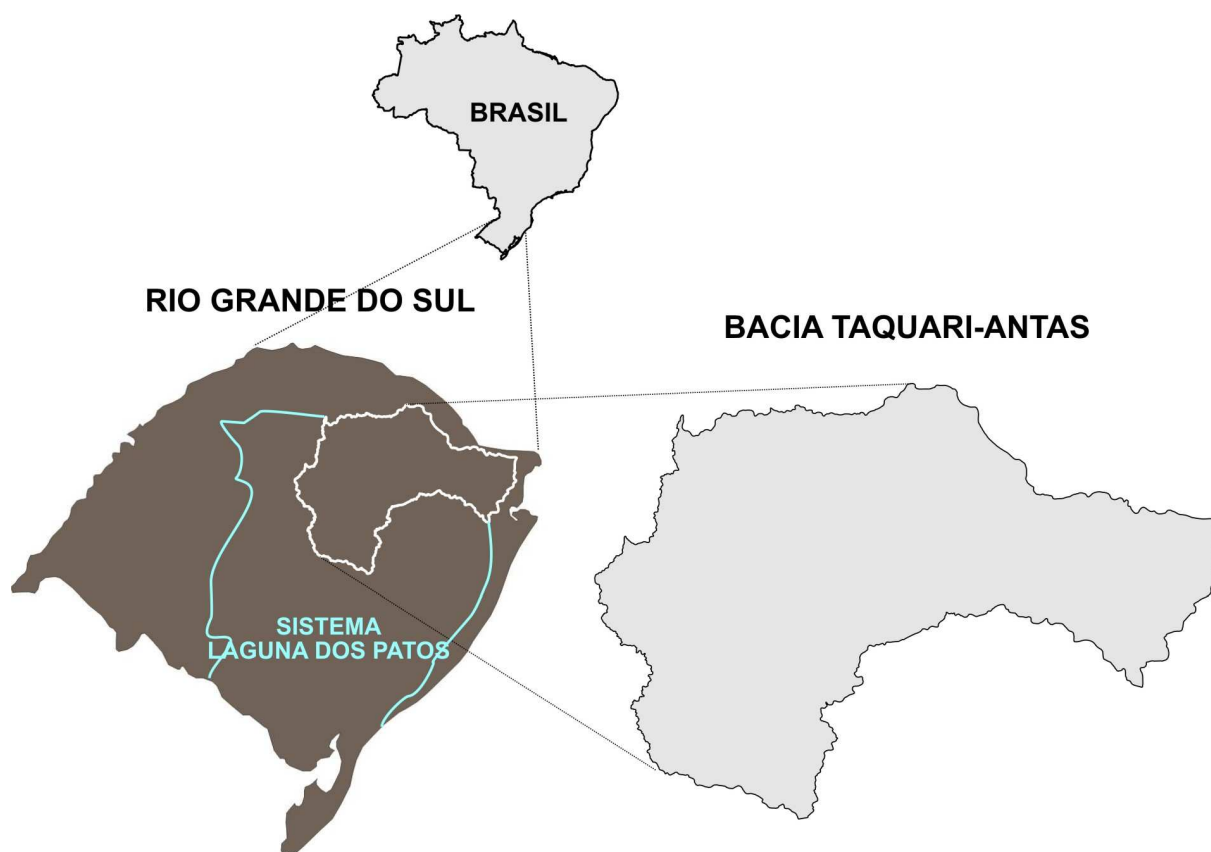 BRASIL
RIO GRANDE DO SUL
BACIA TAQUARI-ANTAS
SISTEMA
LAGUNA DOS PATOS